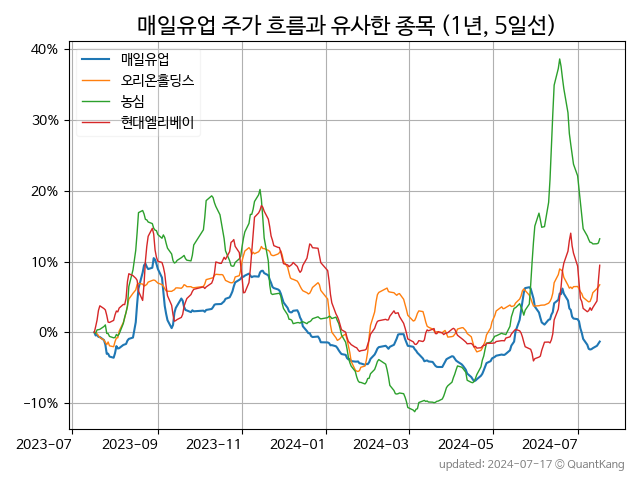 매일유업 주가 흐름과 유사한 종목 (1년, 5일선)
매일유업
오리온홀딩스
농심
현대엘리베이
40%
30%
20%
10%
0%
−10%
2023-07 2023-09 2023-11 2024-01 2024-03 2024-05 2024-07
updated: 2024-07-17 © QuantKang